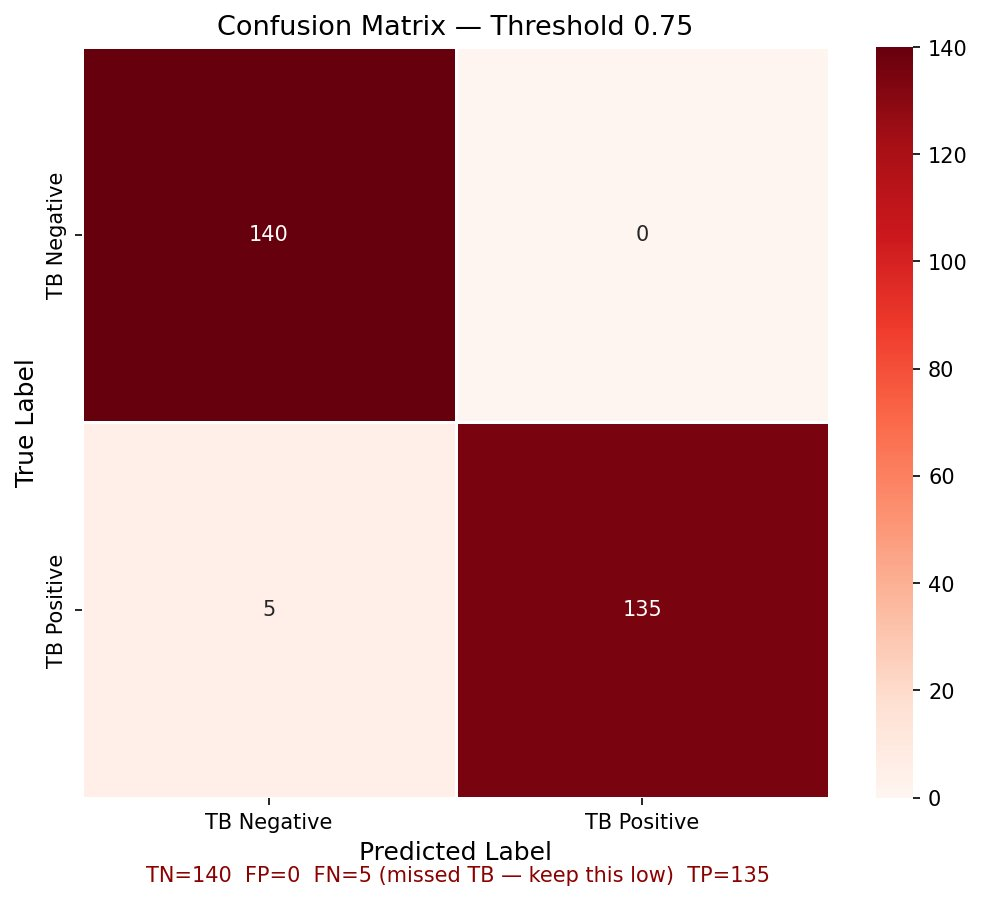 Confusion Matrix — Threshold 0.75
True Label
TB Negative
140
0
TB Positive
5
135
TB Negative
TB Positive
Predicted Label
TN=140  FP=0  FN=5 (missed TB — keep this low)  TP=135
140
120
100
80
60
40
20
0